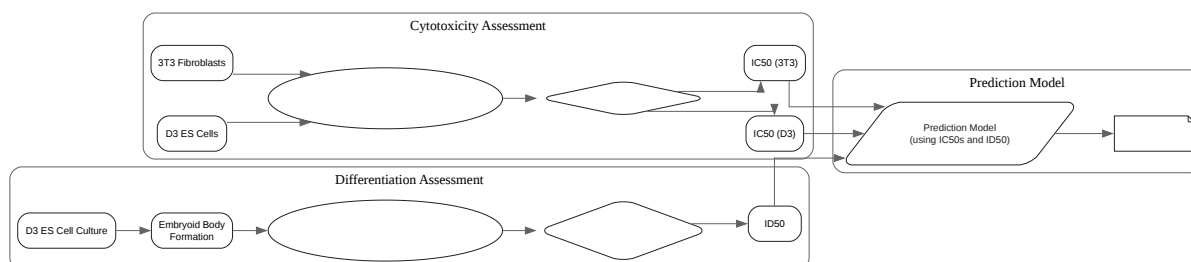 Cytotoxicity Assessment
3T3 Fibroblasts
D3 ES Cells
IC50 (3T3)
IC50 (D3)
Prediction Model
Prediction Model
(using IC50s and ID50)
Differentiation Assessment
D3 ES Cell Culture
Embryoid Body
Formation
ID50